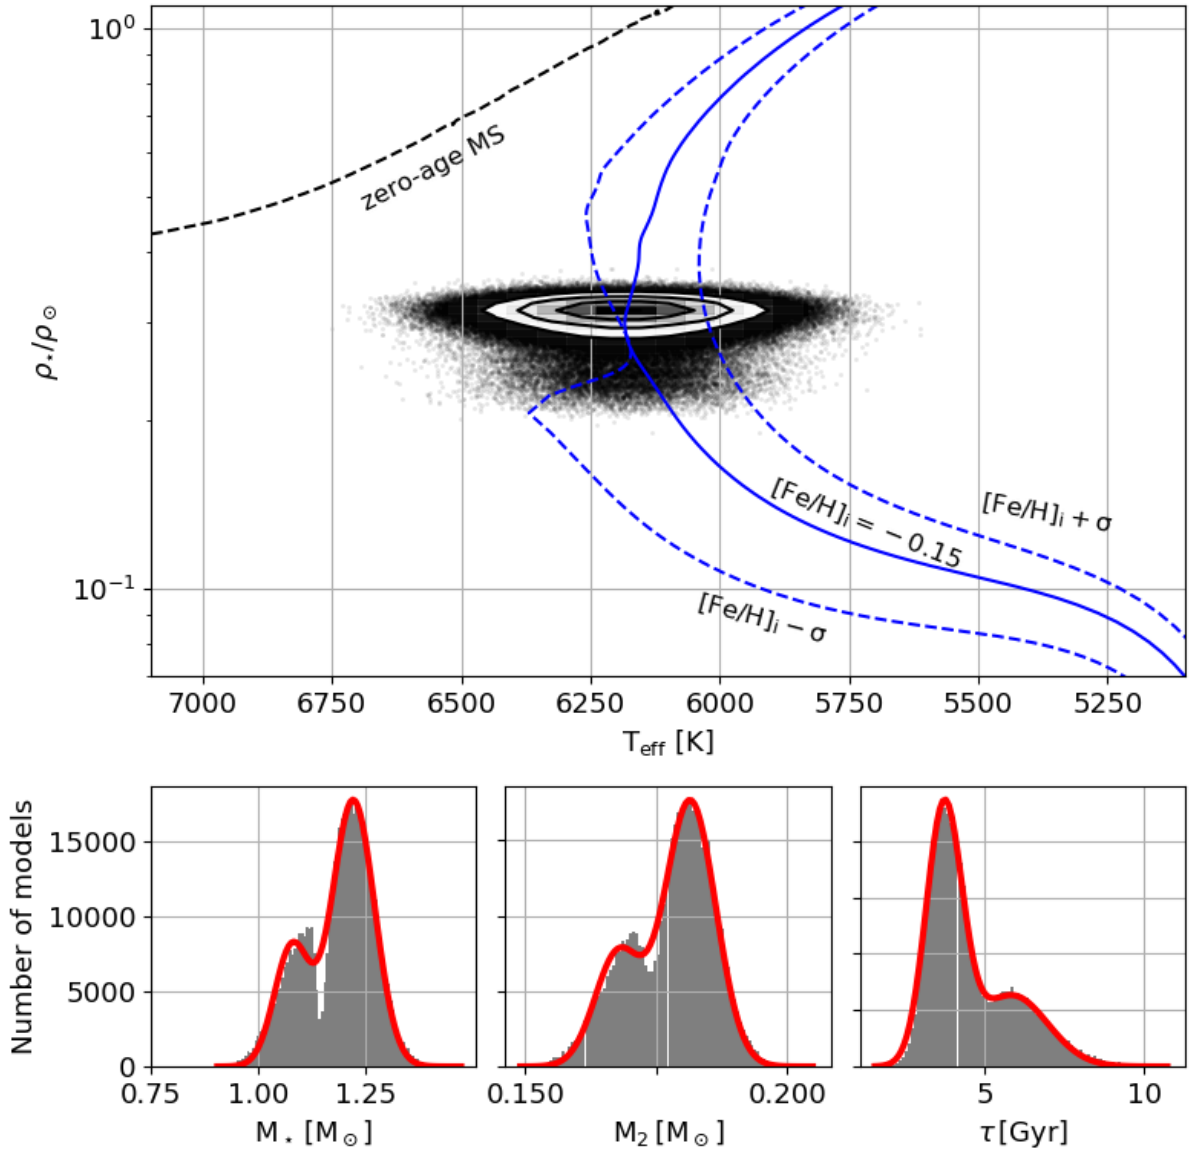 10⁰
zero-age MS
ρ⋆/ρ⊙
[Fe/H]ᵢ = −0.15
[Fe/H]ᵢ + σ
10⁻¹
[Fe/H]ᵢ − σ
7000 6750 6500 6250 6000 5750 5500 5250
T_eff [K]
Number of models
15000
10000
5000
0
0.75 1.00 1.25
0.150 0.200
5 10
M⋆ [M⊙]
M₂ [M⊙]
τ [Gyr]